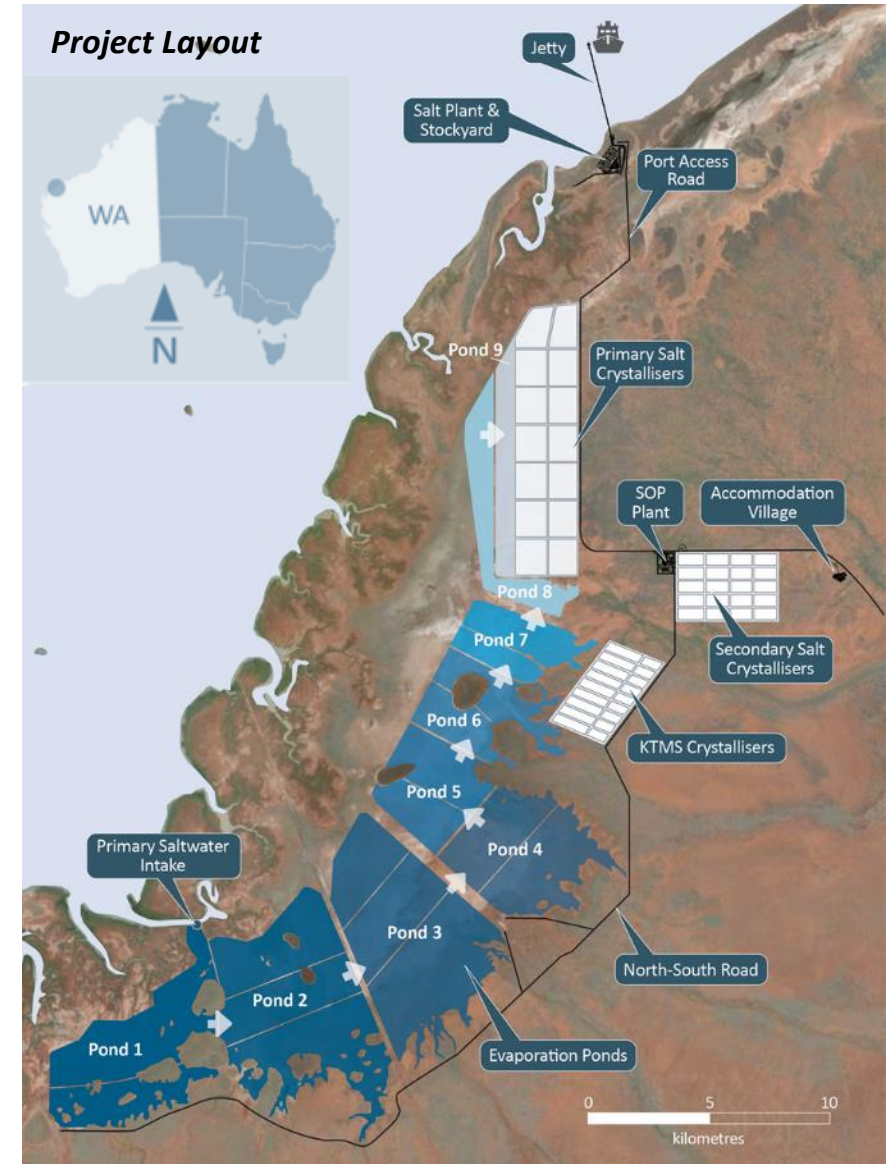 Project Layout
WA
N
Jetty
Salt Plant &
Stockyard
Port Access
Road
Pond 9
Primary Salt
Crystallisers
SOP
Plant
Accommodation
Village
Pond 8
Pond 7
Secondary Salt
Crystallisers
Pond 6
KTMS Crystallisers
Pond 5
Primary Saltwater
Intake
Pond 4
Pond 3
North-South Road
Pond 2
Pond 1
Evaporation Ponds
0 5 10
kilometres